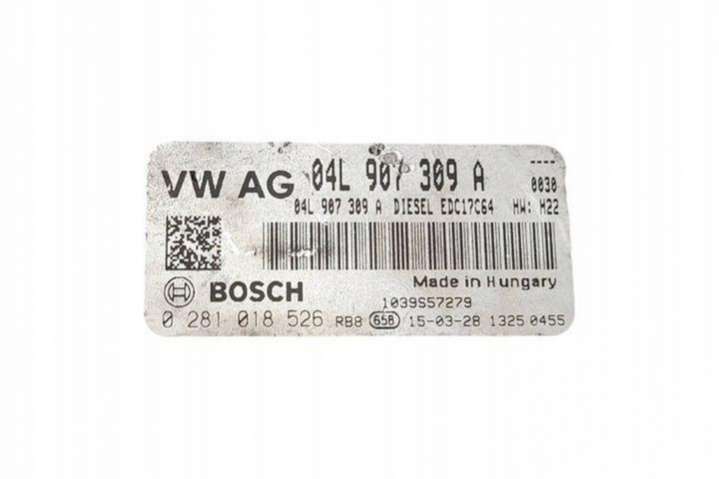 VW AG 04L 907 309 A ----
0030
04L 907 309 A DIESEL EDC17C64 HW: H22
Made in Hungary
BOSCH
1039S57279
0 281 018 526 RB8 658 15-03-28 1325 0455